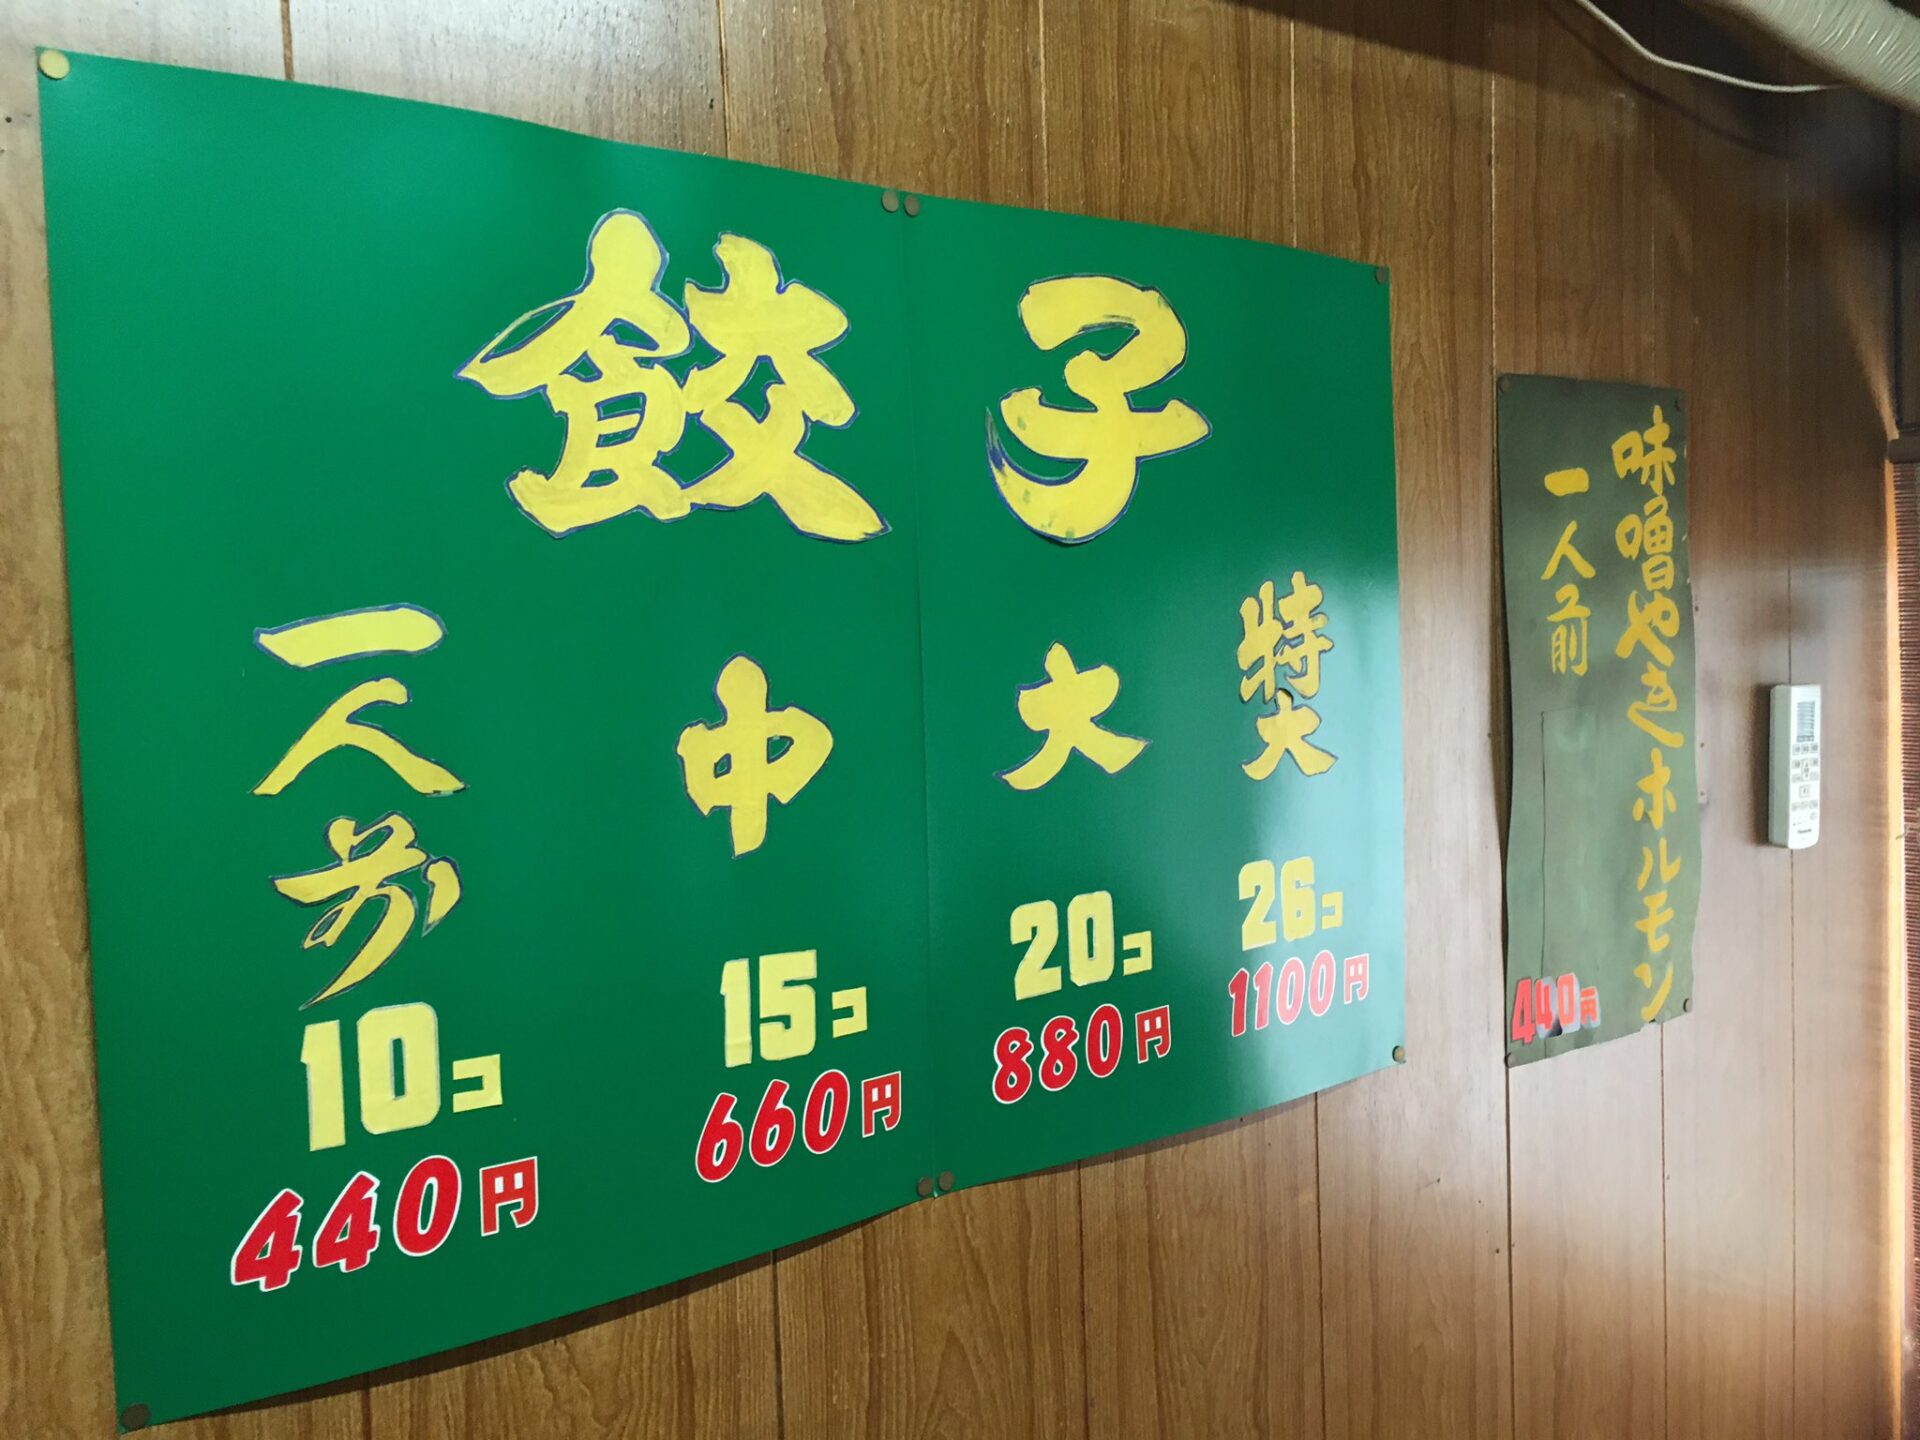 餃子
一人前
10コ
440円
中
15コ
660円
大
20コ
880円
特大
26コ
1100円
味噌やきホルモン
一人前
440円